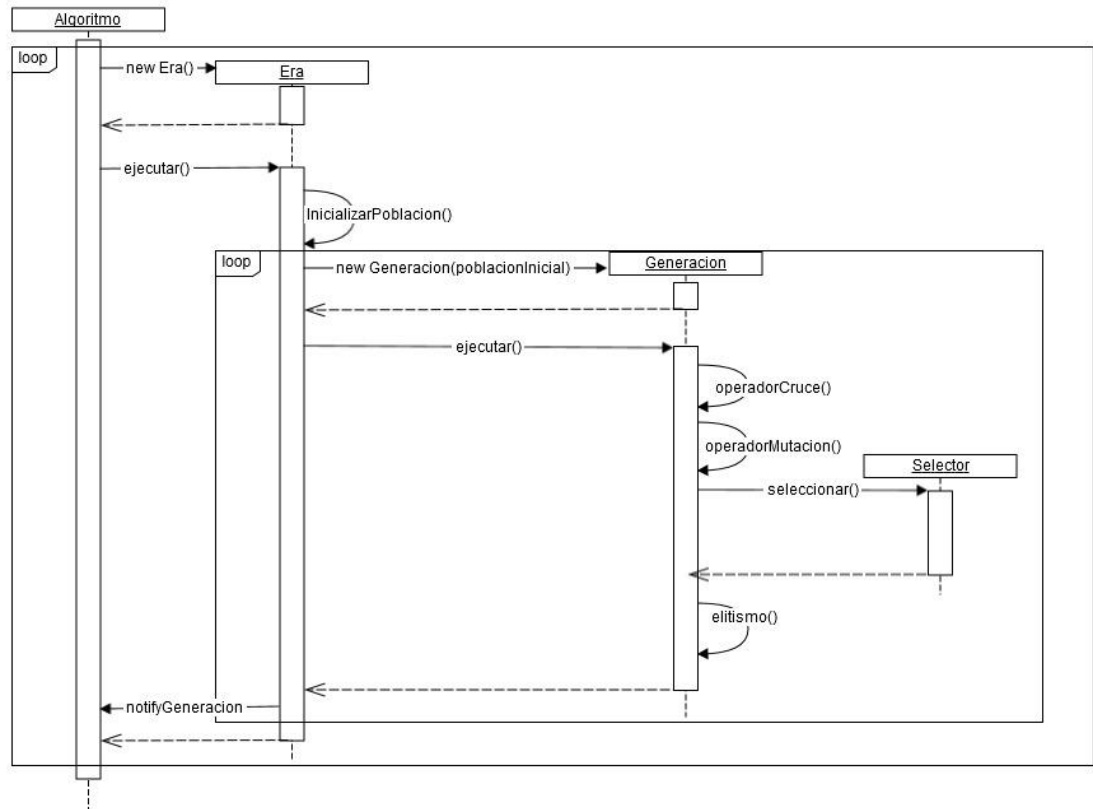 Algoritmo
loop
new Era()
Era
ejecutar()
InicializarPoblacion()
loop
new Generacion(poblacionInicial)
Generacion
ejecutar()
operadorCruce()
operadorMutacion()
Selector
seleccionar()
elitismo()
notifyGeneracion